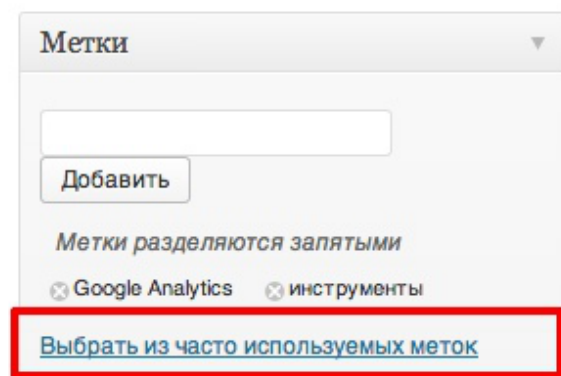 Метки
Добавить
Метки разделяются запятыми
Google Analytics инструменты
Выбрать из часто используемых меток